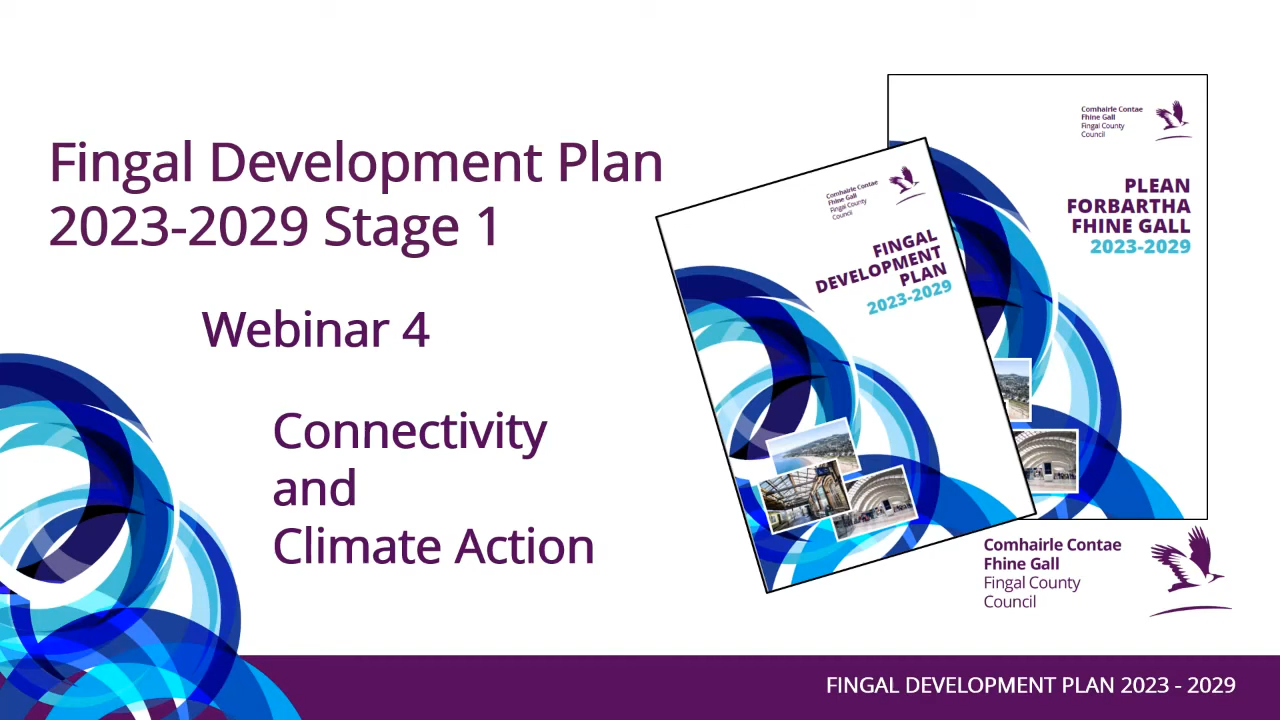 Fingal Development Plan
2023-2029 Stage 1
Webinar 4
Connectivity
and
Climate Action
Comhairle Contae
Fhine Gall
Fingal County
Council
FINGAL
DEVELOPMENT
PLAN
2023-2029
Comhairle Contae
Fhine Gall
Fingal County
Council
PLEAN
FORBARTHA
FHINE GALL
2023-2029
Comhairle Contae
Fhine Gall
Fingal County
Council
FINGAL DEVELOPMENT PLAN 2023 - 2029